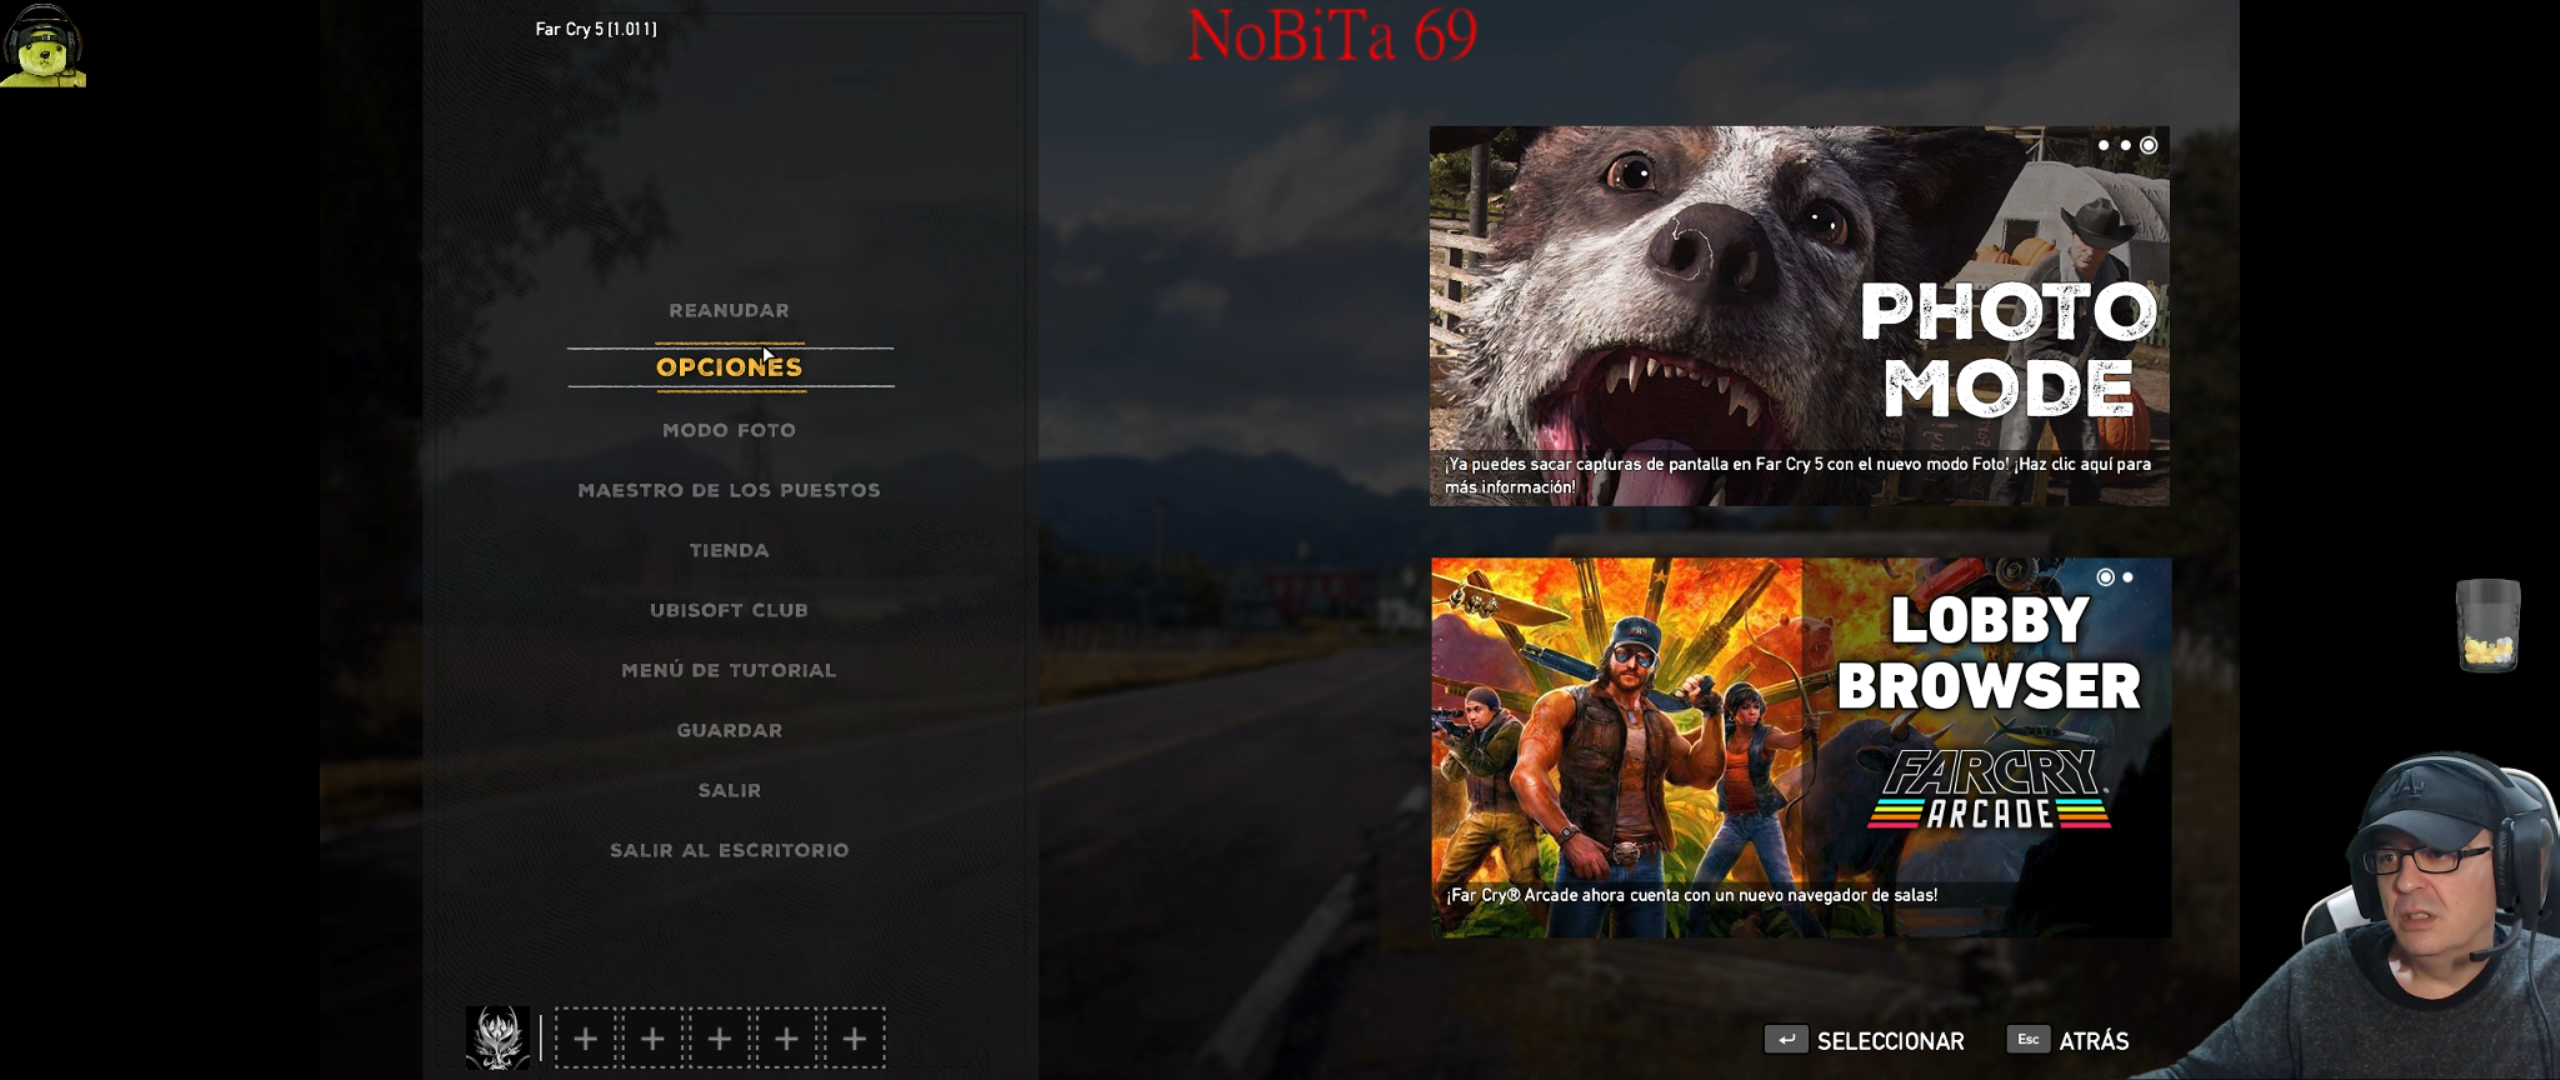 Far Cry 5 [1.011]
NoBiTa 69
REANUDAR
OPCIONES
MODO FOTO
MAESTRO DE LOS PUESTOS
TIENDA
UBISOFT CLUB
MENÚ DE TUTORIAL
GUARDAR
SALIR
SALIR AL ESCRITORIO
PHOTO
MODE
¡Ya puedes sacar capturas de pantalla en Far Cry 5 con el nuevo modo Foto! ¡Haz clic aquí para
más información!
LOBBY
BROWSER
FARCRY
ARCADE
¡Far Cry® Arcade ahora cuenta con un nuevo navegador de salas!
SELECCIONAR
Esc ATRÁS